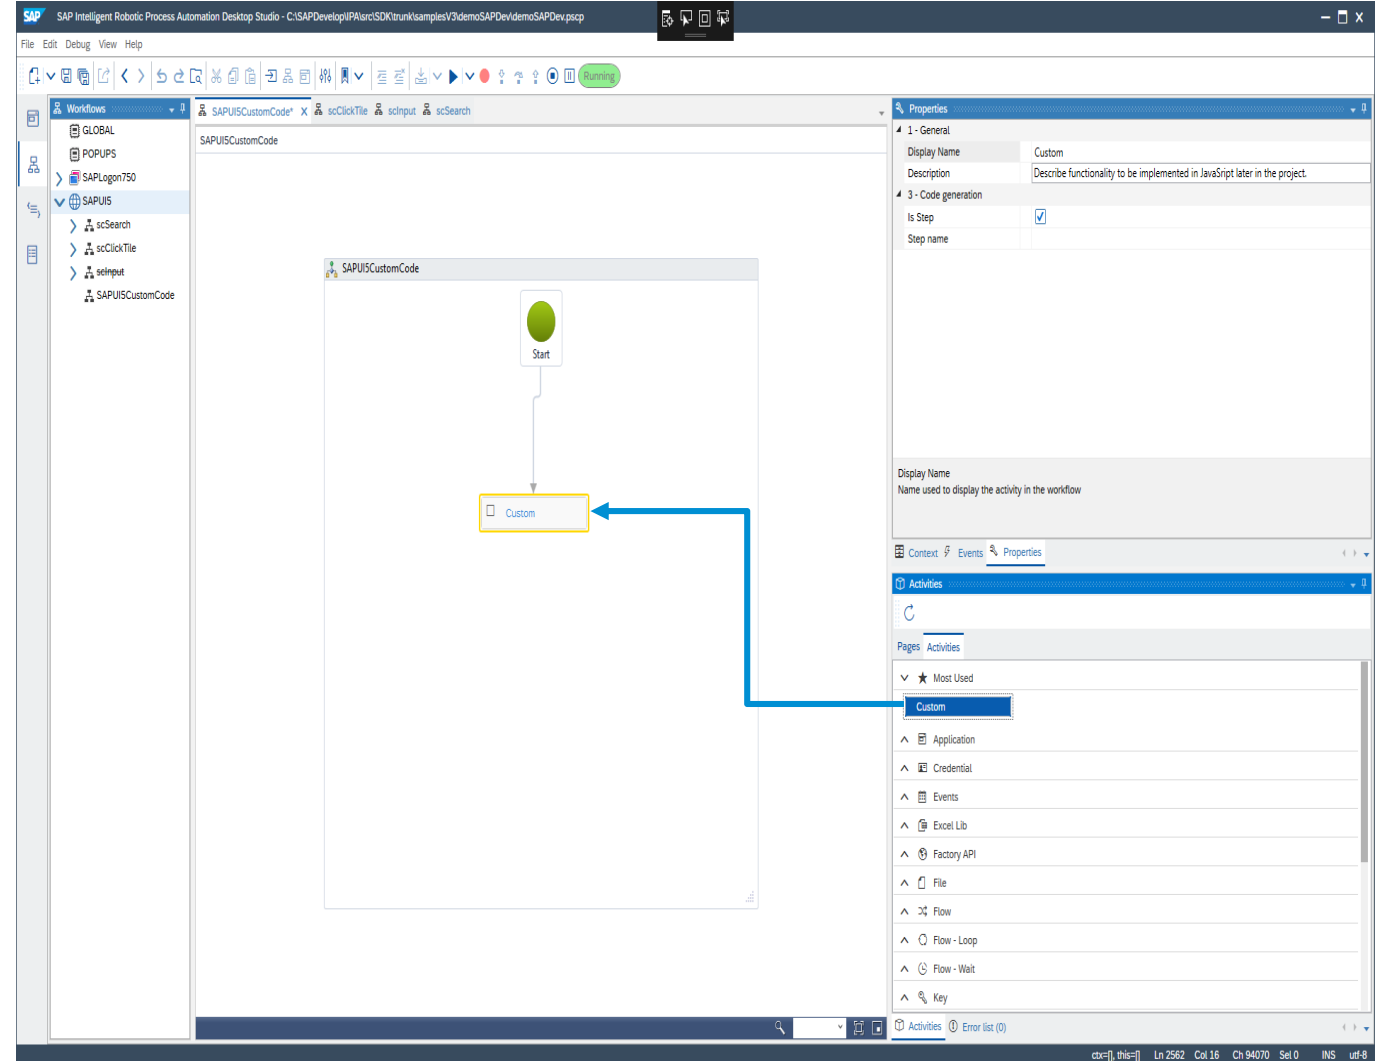 SAP SAP Intelligent Robotic Process Automation Desktop Studio - C:\SAPDevelop\IPA\src\SDK\trunk\samplesV3\demoSAPDev\demoSAPDev.pscp
File Edit Debug View Help
Running
Workflows
GLOBAL
POPUPS
SAPLogon750
SAPUI5
scSearch
scClickTile
scInput
SAPUI5CustomCode
SAPUI5CustomCode* X scClickTile scInput scSearch
SAPUI5CustomCode
SAPUI5CustomCode
Start
Custom
Properties
1 - General
Display Name Custom
Description Describe functionality to be implemented in JavaSript later in the project.
3 - Code generation
Is Step
Step name
Display Name
Name used to display the activity in the workflow
Context Events Properties
Activities
Pages Activities
Most Used
Custom
Application
Credential
Events
Excel Lib
Factory API
File
Flow
Flow - Loop
Flow - Wait
Key
Activities Error list (0)
ctx=[], this=[] Ln 2562 Col 16 Ch 94070 Sel 0 INS utf-8